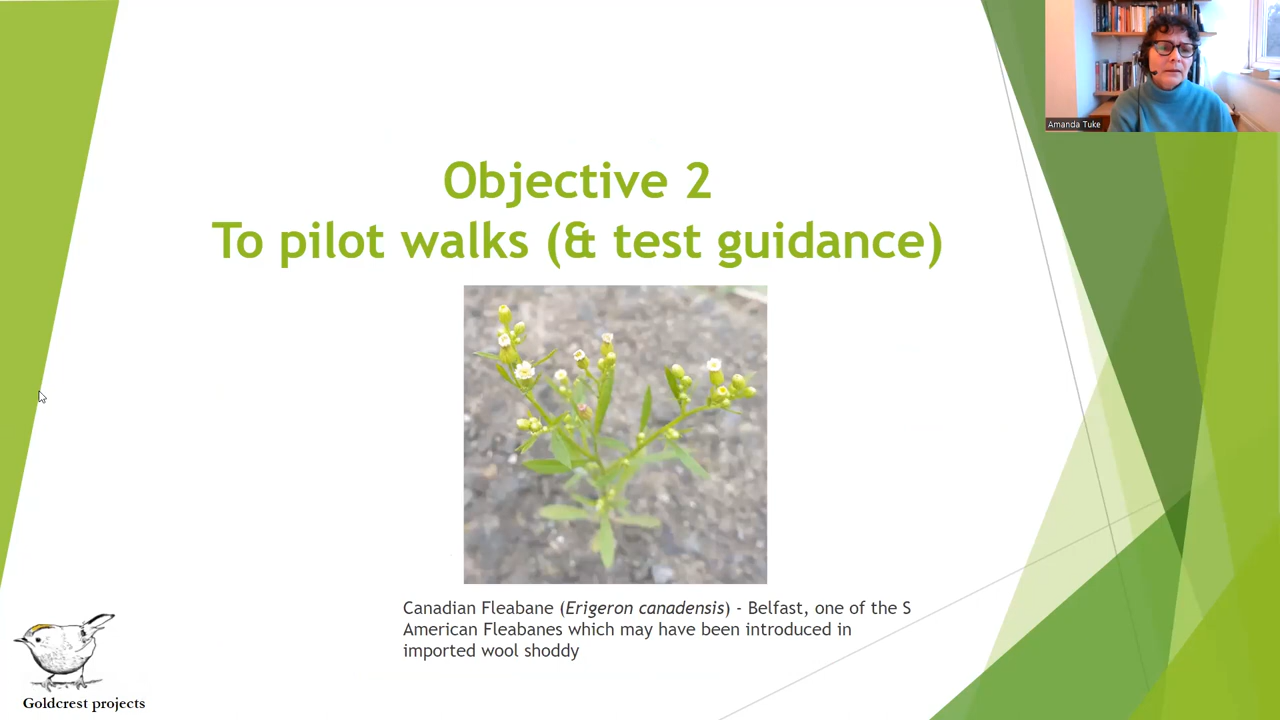 Amanda Tuke
Objective 2
To pilot walks (& test guidance)
Canadian Fleabane (Erigeron canadensis) - Belfast, one of the S
American Fleabanes which may have been introduced in
imported wool shoddy
Goldcrest projects